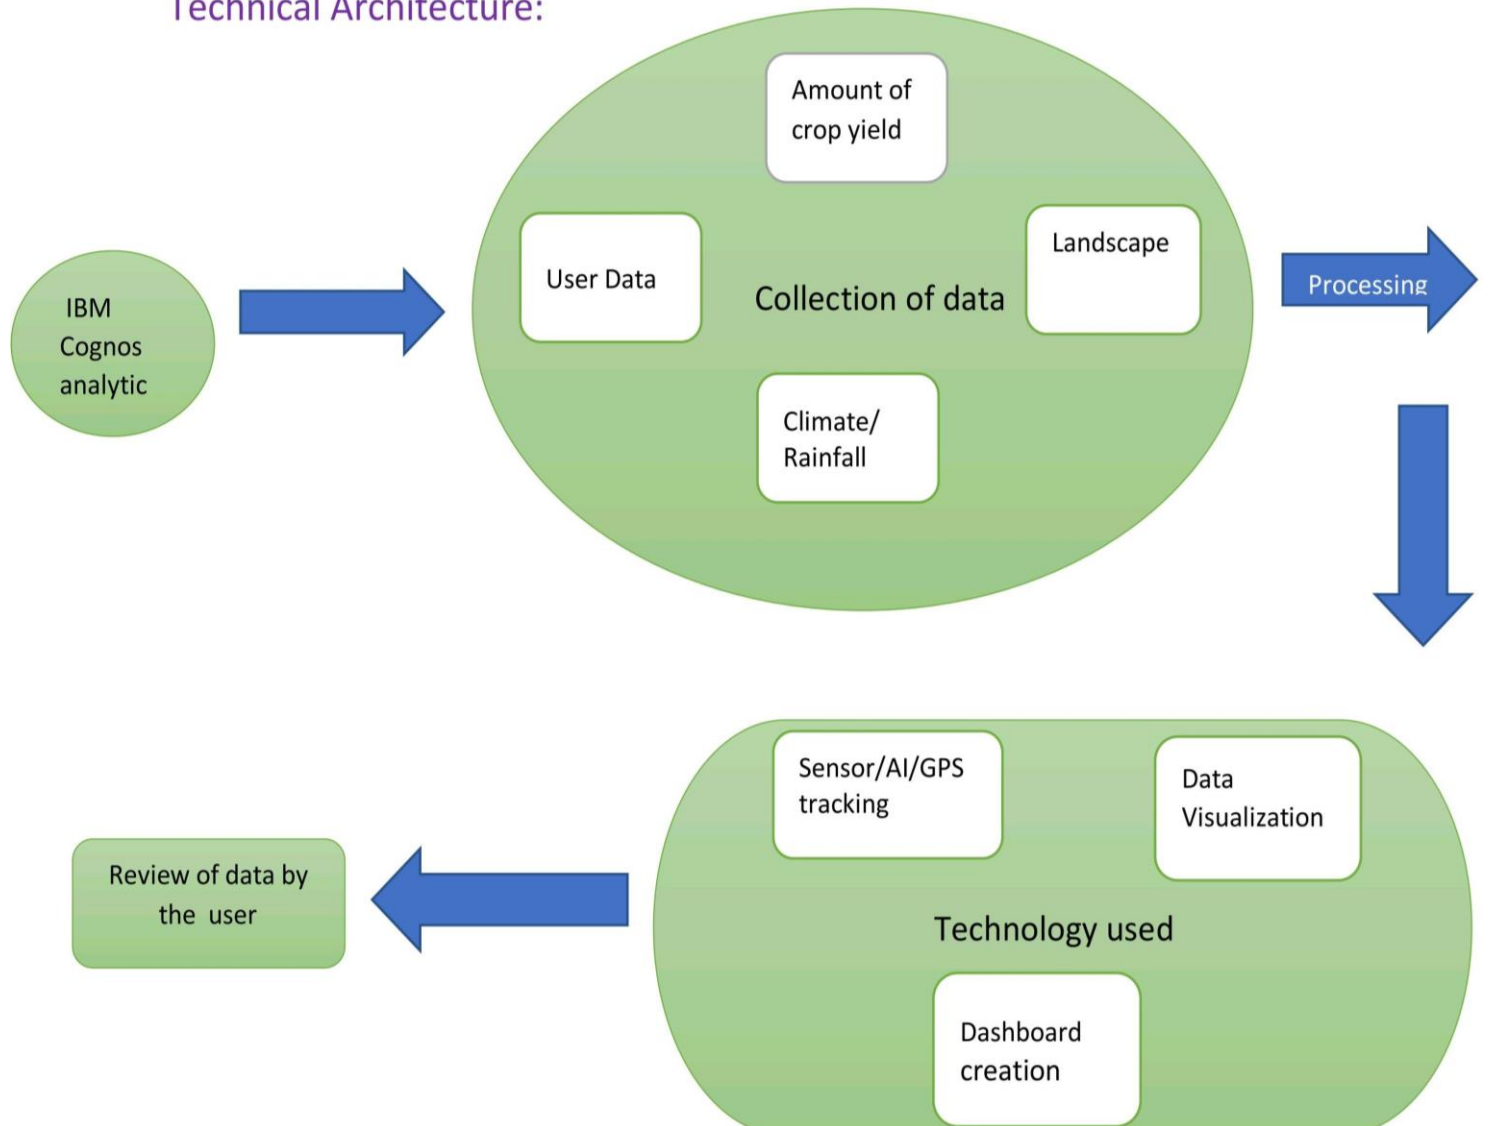 Technical Architecture:
Amount of
crop yield
User Data
Landscape
Collection of data
Processing
IBM
Cognos
analytic
Climate/
Rainfall
Sensor/AI/GPS
tracking
Data
Visualization
Review of data by
the user
Technology used
Dashboard
creation